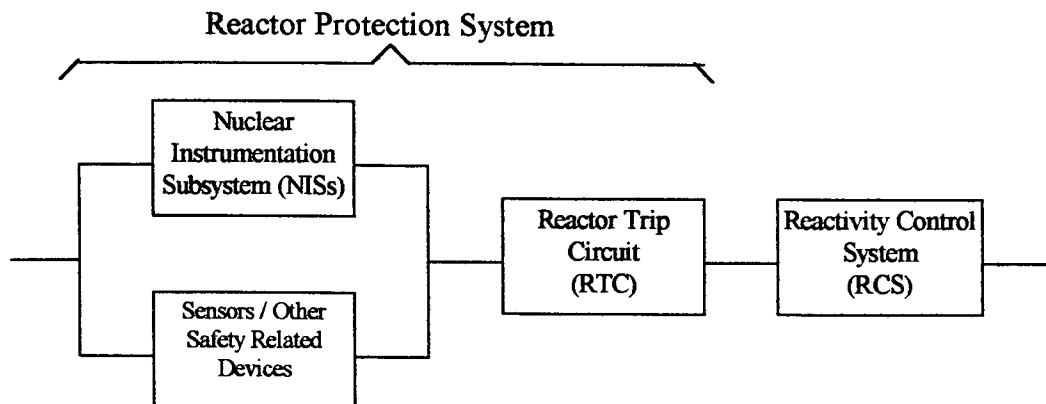 Reactor Protection System
Nuclear
Instrumentation
Subsystem (NISs)
Sensors / Other
Safety Related
Devices
Reactor Trip
Circuit
(RTC)
Reactivity Control
System
(RCS)